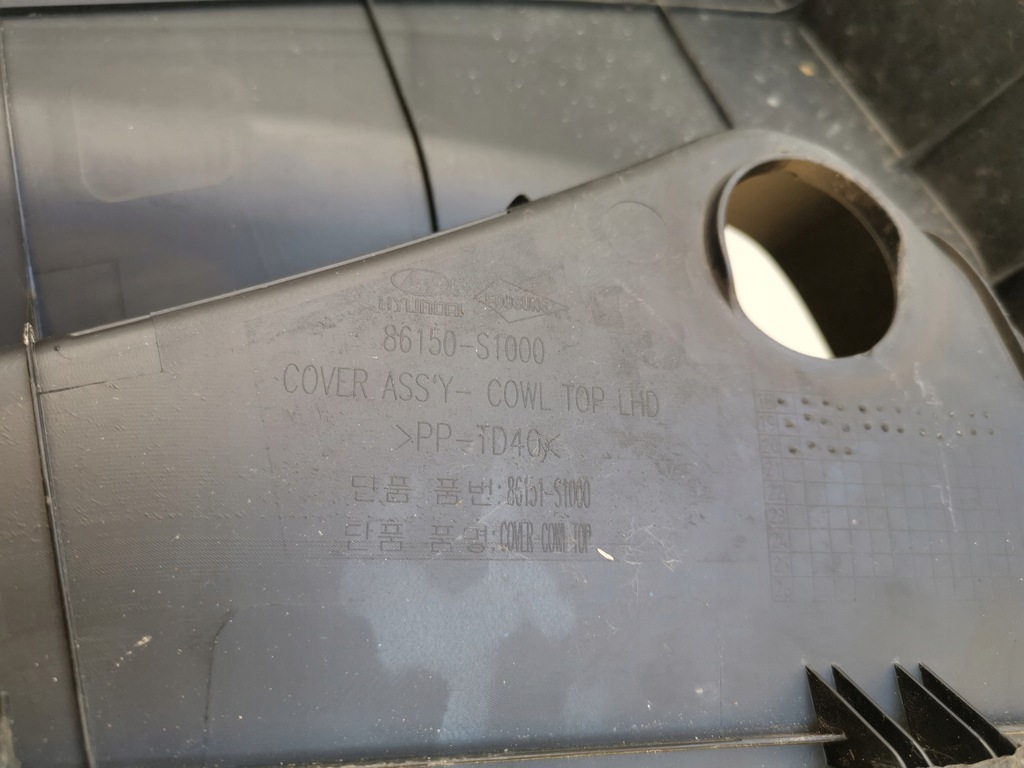 HYUNDAI
86150-S1000
COVER ASS'Y- COWL TOP LHD
>PP-TD40<
단품 품번:86151-S1000
단품 품명:COVER COWL TOP